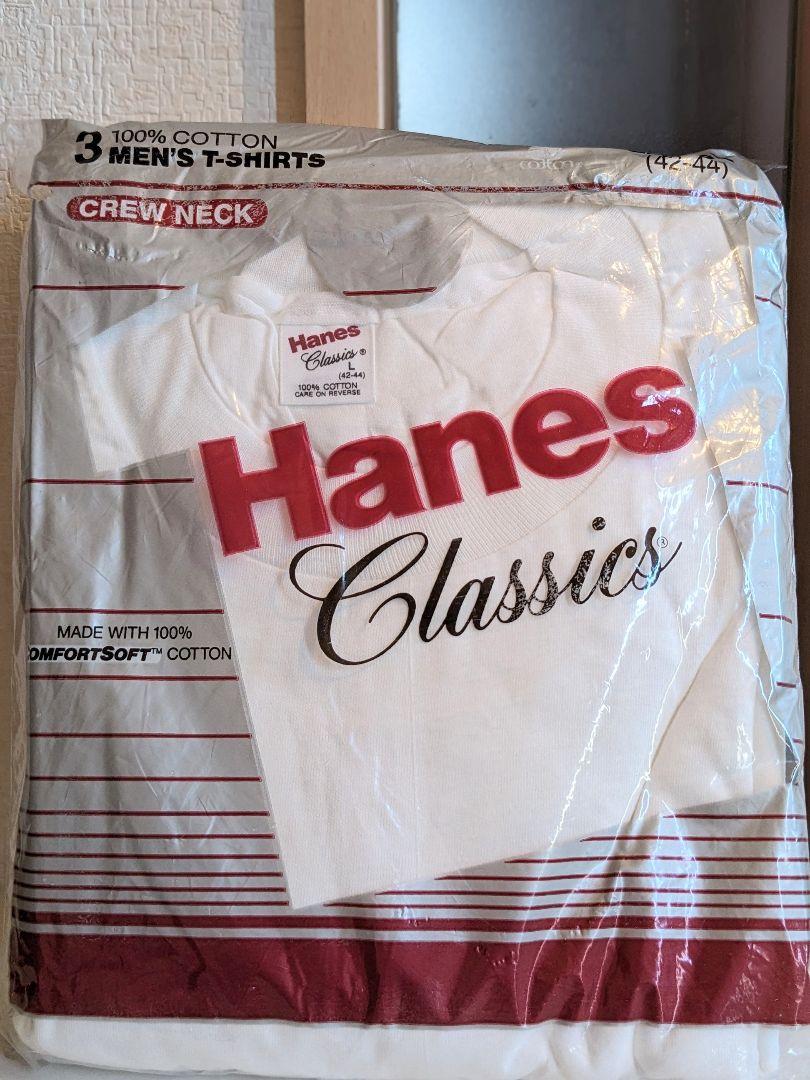 3 100% COTTON
MEN'S T-SHIRTS
cotton
(42-44)
CREW NECK
Hanes
Classics®
L
(42-44)
100% COTTON
CARE ON REVERSE
Hanes
Classics®
MADE WITH 100%
OMFORTSOFT™ COTTON